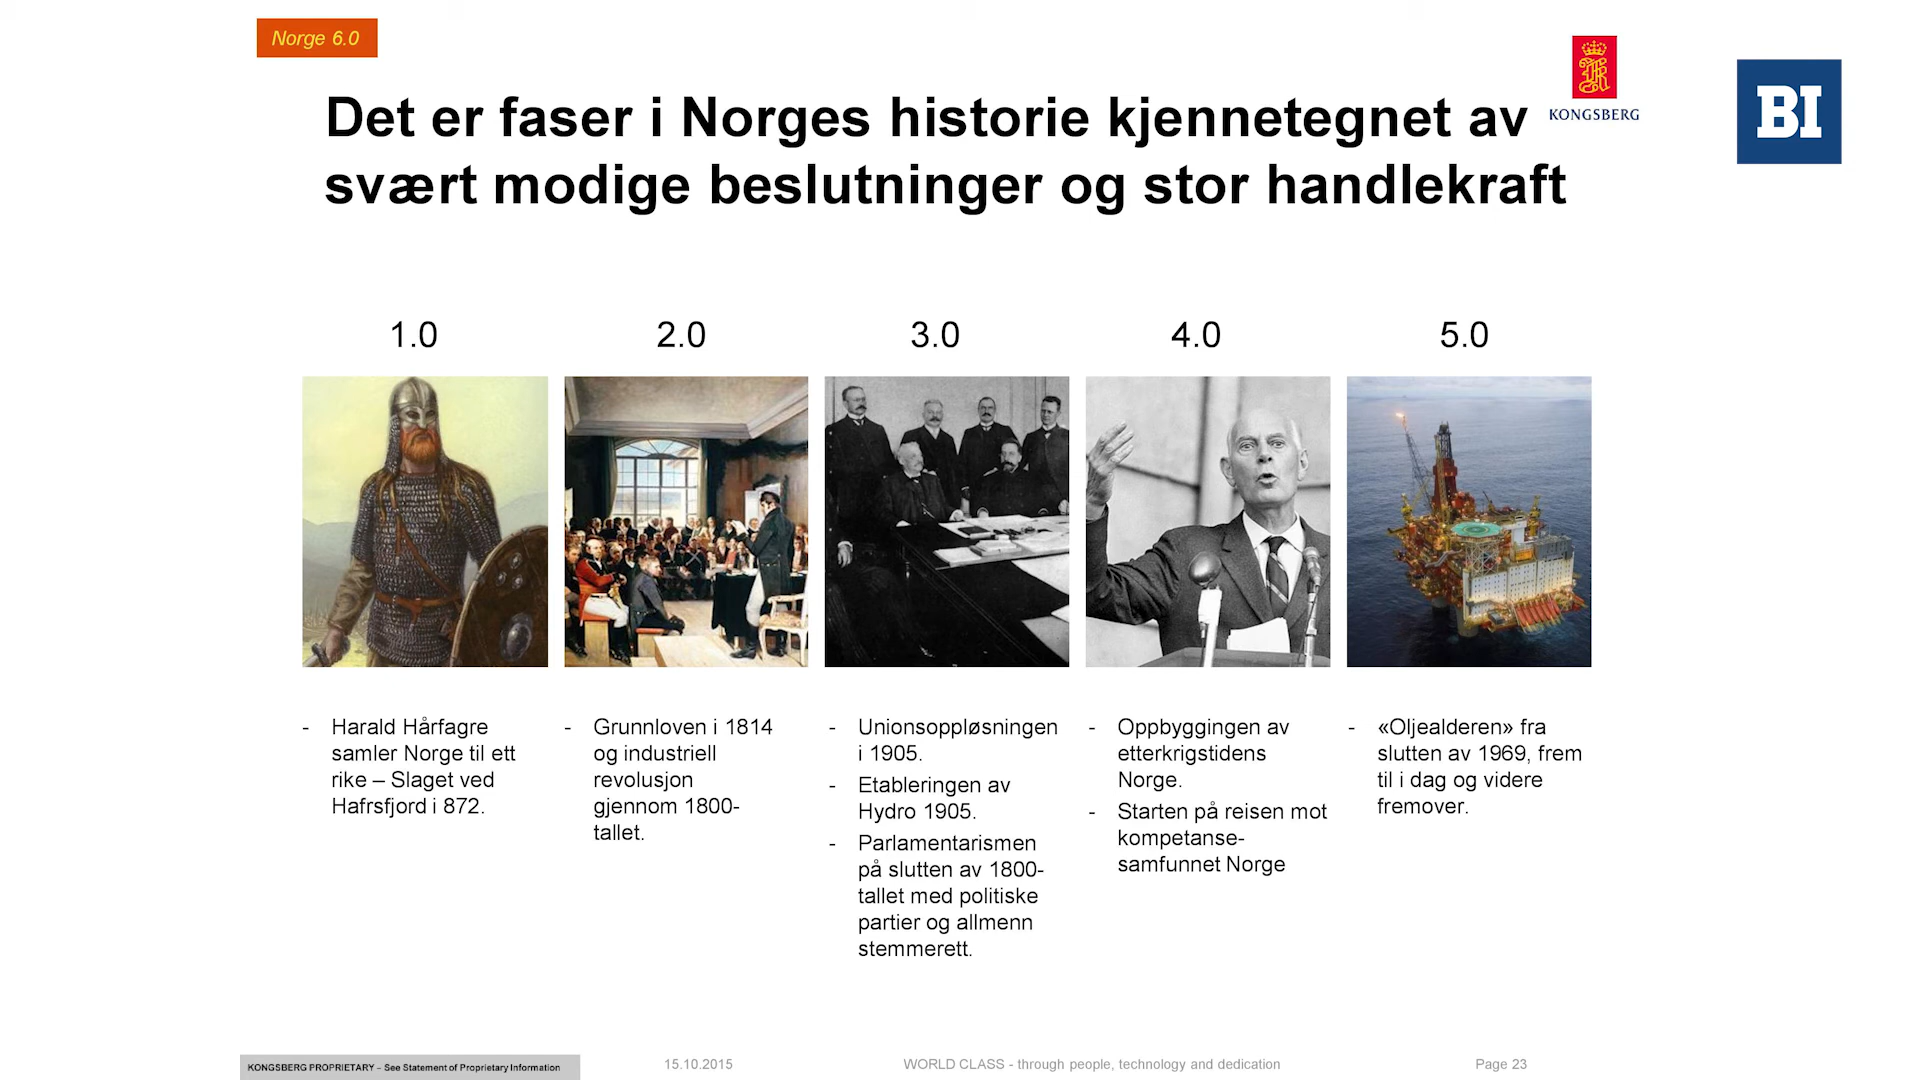 Norge 6.0
KONGSBERG
BI
Det er faser i Norges historie kjennetegnet av
svært modige beslutninger og stor handlekraft
1.0
2.0
3.0
4.0
5.0
- Harald Hårfagre
samler Norge til ett
rike – Slaget ved
Hafrsfjord i 872.
- Grunnloven i 1814
og industriell
revolusjon
gjennom 1800-
tallet.
- Unionsoppløsningen
i 1905.
- Etableringen av
Hydro 1905.
- Parlamentarismen
på slutten av 1800-
tallet med politiske
partier og allmenn
stemmerett.
- Oppbyggingen av
etterkrigstidens
Norge.
- Starten på reisen mot
kompetanse-
samfunnet Norge
- «Oljealderen» fra
slutten av 1969, frem
til i dag og videre
fremover.
KONGSBERG PROPRIETARY – See Statement of Proprietary Information
15.10.2015
WORLD CLASS - through people, technology and dedication
Page 23